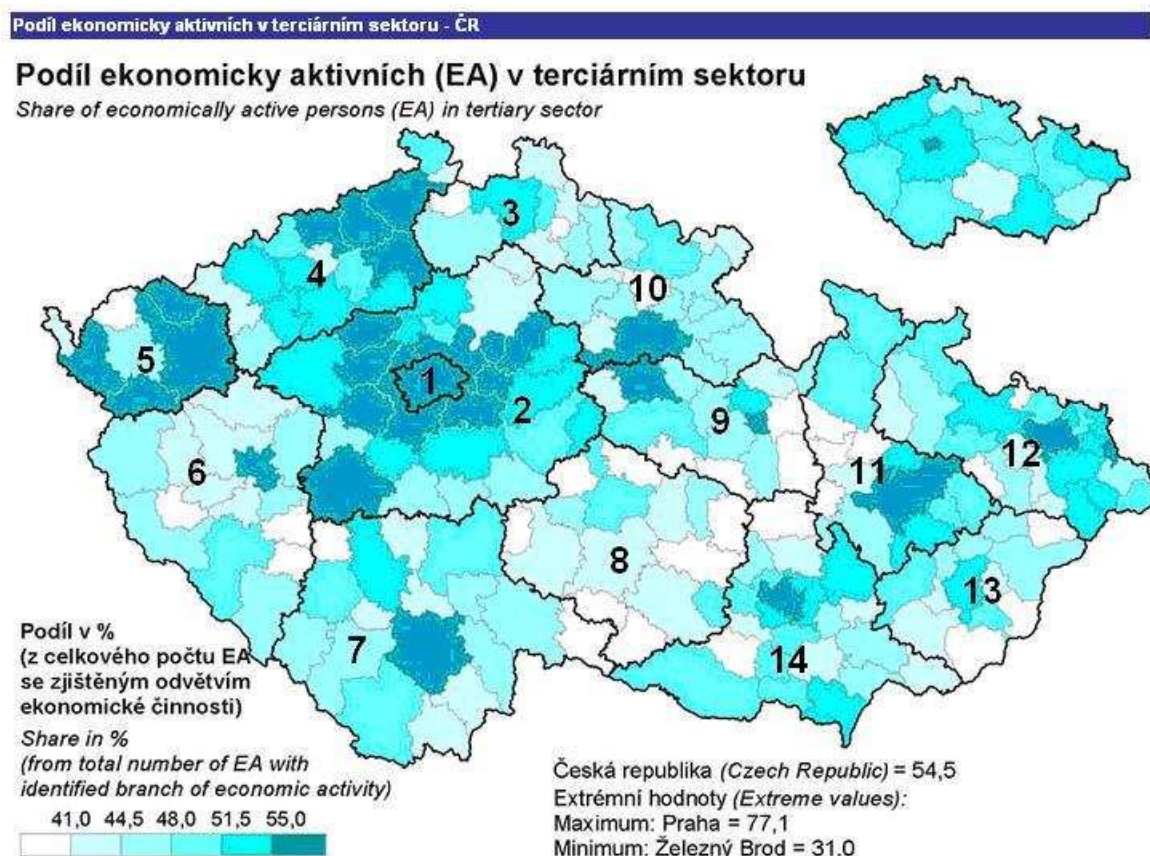 Podíl ekonomicky aktivních v terciárním sektoru - ČR
Podíl ekonomicky aktivních (EA) v terciárním sektoru
Share of economically active persons (EA) in tertiary sector
3
4
10
5
1
2
9
6
11
12
8
13
7
14
Podíl v %
(z celkového počtu EA
se zjištěným odvětvím
ekonomické činnosti)
Share in %
(from total number of EA with
identified branch of economic activity)
41,0 44,5 48,0 51,5 55,0
Česká republika (Czech Republic) = 54,5
Extrémní hodnoty (Extreme values):
Maximum: Praha = 77,1
Minimum: Železný Brod = 31,0